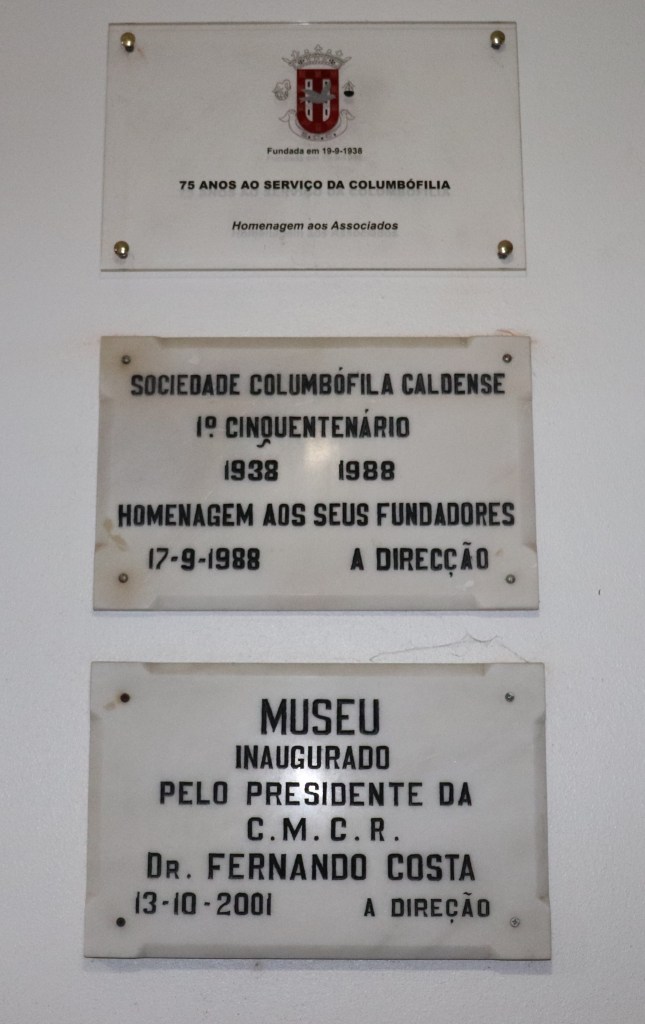 Fundada em 19-9-1938
75 ANOS AO SERVIÇO DA COLUMBÓFILIA
Homenagem aos Associados
SOCIEDADE COLUMBÓFILA CALDENSE
1º CINQUENTENÁRIO
1938 1988
HOMENAGEM AOS SEUS FUNDADORES
17-9-1988 A DIRECÇÃO
MUSEU
INAUGURADO
PELO PRESIDENTE DA
C.M.C.R.
DR. FERNANDO COSTA
13-10-2001 A DIREÇÃO